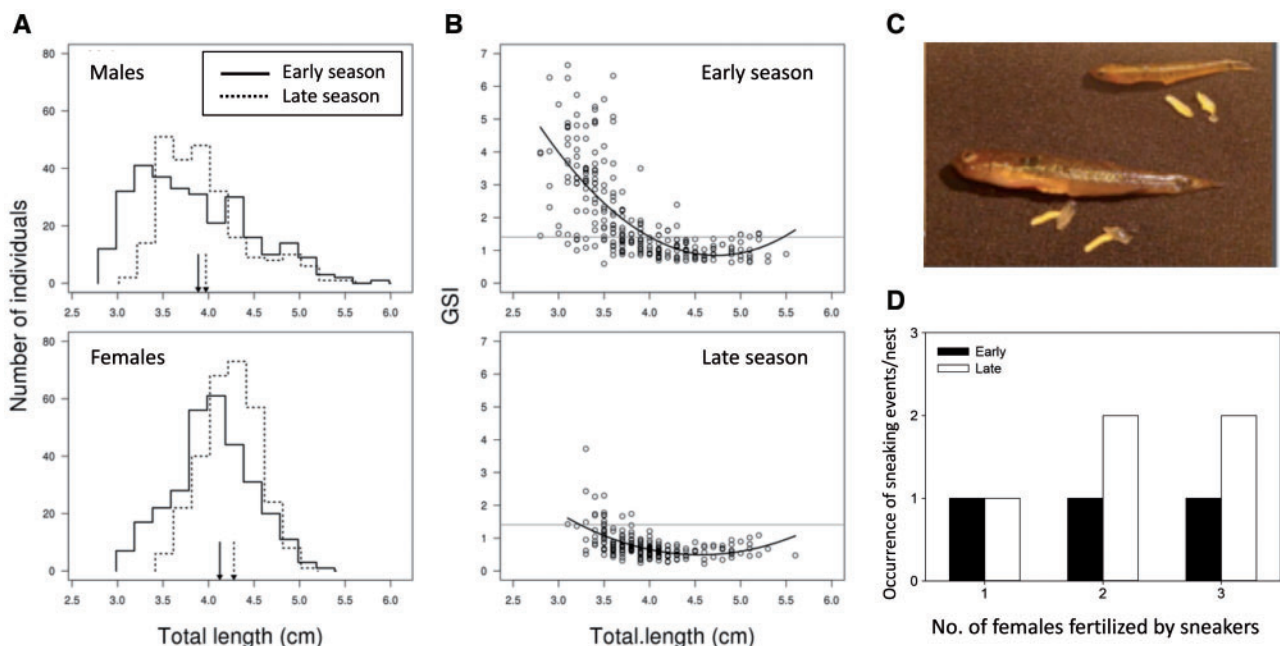 A
Males
Early season
Late season
80
60
40
20
0
2.5 3.0 3.5 4.0 4.5 5.0 5.5 6.0
Females
80
60
40
20
0
2.5 3.0 3.5 4.0 4.5 5.0 5.5 6.0
Number of individuals
Total length (cm)
B
Early season
7
6
5
4
3
2
1
0
2.5 3.0 3.5 4.0 4.5 5.0 5.5 6.0
Late season
7
6
5
4
3
2
1
0
2.5 3.0 3.5 4.0 4.5 5.0 5.5 6.0
GSI
Total.length (cm)
C
D
Early
Late
3
2
1
0
1 2 3
Occurrence of sneaking events/nest
No. of females fertilized by sneakers